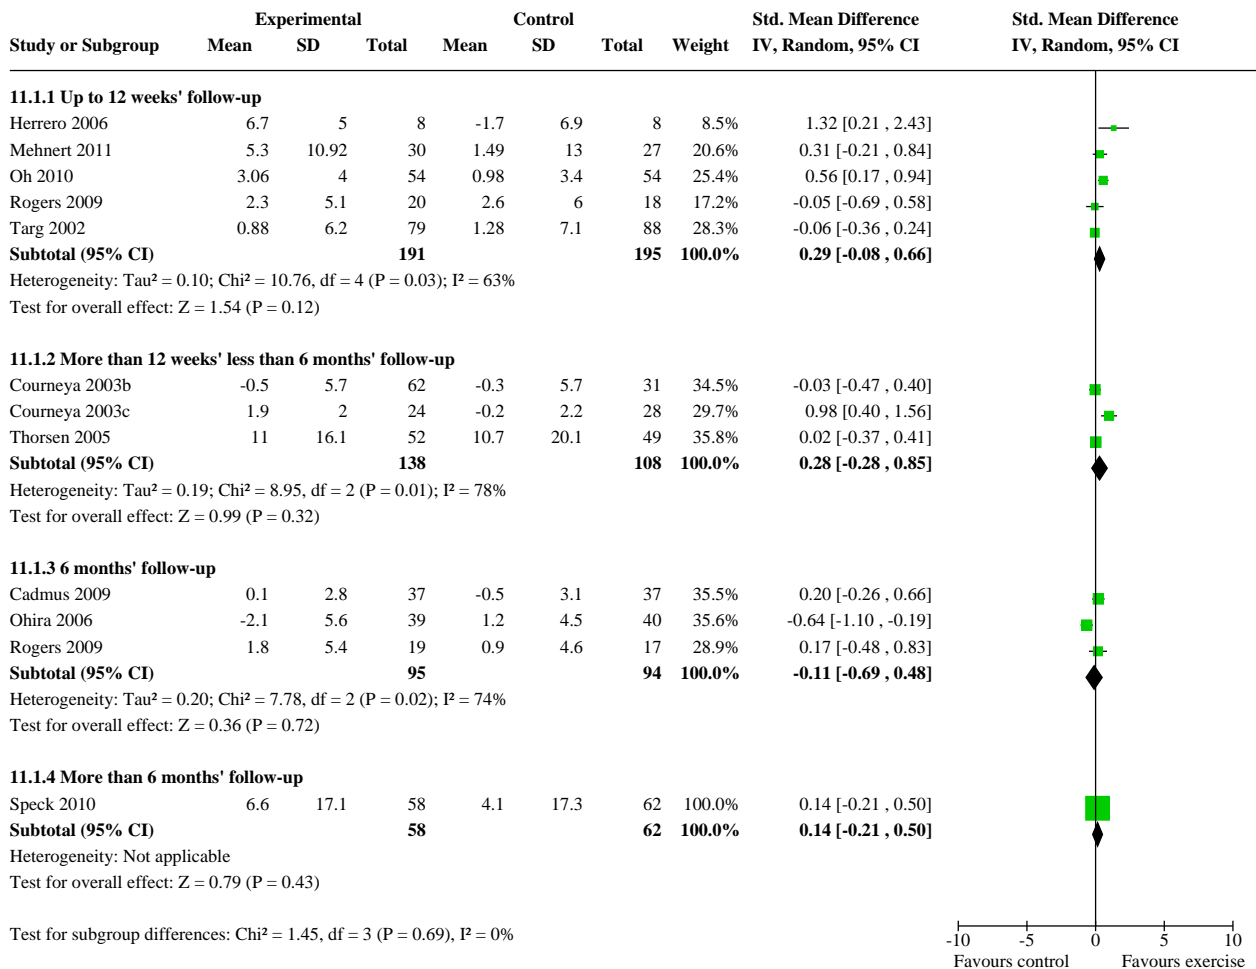 Experimental Control Std. Mean Difference Std. Mean Difference
Study or Subgroup Mean SD Total Mean SD Total Weight IV, Random, 95% CI IV, Random, 95% CI
11.1.1 Up to 12 weeks' follow-up
Herrero 2006 6.7 5 8 -1.7 6.9 8 8.5% 1.32 [0.21 , 2.43]
Mehnert 2011 5.3 10.92 30 1.49 13 27 20.6% 0.31 [-0.21 , 0.84]
Oh 2010 3.06 4 54 0.98 3.4 54 25.4% 0.56 [0.17 , 0.94]
Rogers 2009 2.3 5.1 20 2.6 6 18 17.2% -0.05 [-0.69 , 0.58]
Targ 2002 0.88 6.2 79 1.28 7.1 88 28.3% -0.06 [-0.36 , 0.24]
Subtotal (95% CI) 191 195 100.0% 0.29 [-0.08 , 0.66]
Heterogeneity: Tau² = 0.10; Chi² = 10.76, df = 4 (P = 0.03); I² = 63%
Test for overall effect: Z = 1.54 (P = 0.12)
11.1.2 More than 12 weeks' less than 6 months' follow-up
Courneya 2003b -0.5 5.7 62 -0.3 5.7 31 34.5% -0.03 [-0.47 , 0.40]
Courneya 2003c 1.9 2 24 -0.2 2.2 28 29.7% 0.98 [0.40 , 1.56]
Thorsen 2005 11 16.1 52 10.7 20.1 49 35.8% 0.02 [-0.37 , 0.41]
Subtotal (95% CI) 138 108 100.0% 0.28 [-0.28 , 0.85]
Heterogeneity: Tau² = 0.19; Chi² = 8.95, df = 2 (P = 0.01); I² = 78%
Test for overall effect: Z = 0.99 (P = 0.32)
11.1.3 6 months' follow-up
Cadmus 2009 0.1 2.8 37 -0.5 3.1 37 35.5% 0.20 [-0.26 , 0.66]
Ohira 2006 -2.1 5.6 39 1.2 4.5 40 35.6% -0.64 [-1.10 , -0.19]
Rogers 2009 1.8 5.4 19 0.9 4.6 17 28.9% 0.17 [-0.48 , 0.83]
Subtotal (95% CI) 95 94 100.0% -0.11 [-0.69 , 0.48]
Heterogeneity: Tau² = 0.20; Chi² = 7.78, df = 2 (P = 0.02); I² = 74%
Test for overall effect: Z = 0.36 (P = 0.72)
11.1.4 More than 6 months' follow-up
Speck 2010 6.6 17.1 58 4.1 17.3 62 100.0% 0.14 [-0.21 , 0.50]
Subtotal (95% CI) 58 62 100.0% 0.14 [-0.21 , 0.50]
Heterogeneity: Not applicable
Test for overall effect: Z = 0.79 (P = 0.43)
Test for subgroup differences: Chi² = 1.45, df = 3 (P = 0.69), I² = 0%
-10 -5 0 5 10
Favours control Favours exercise